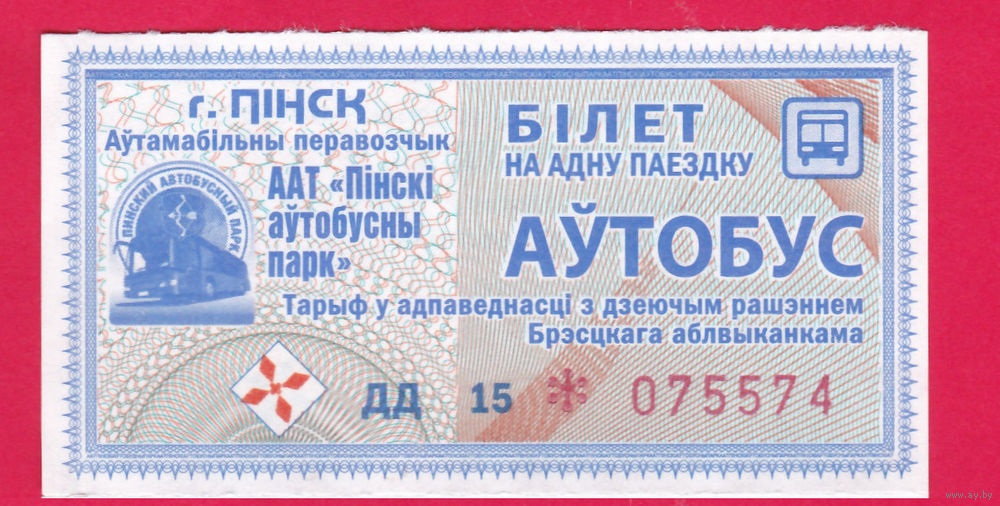 г. ПІНСК
Аўтамабільны перавозчык
ПИНСКИЙ АВТОБУСНЫЙ ПАРК
ААТ «Пінскі
аўтобусны
парк»
БІЛЕТ
НА АДНУ ПАЕЗДКУ
АЎТОБУС
Тарыф у адпаведнасці з дзеючым рашэннем
Брэсцкага аблвыканкама
ДД 15 075574
www.ay.by